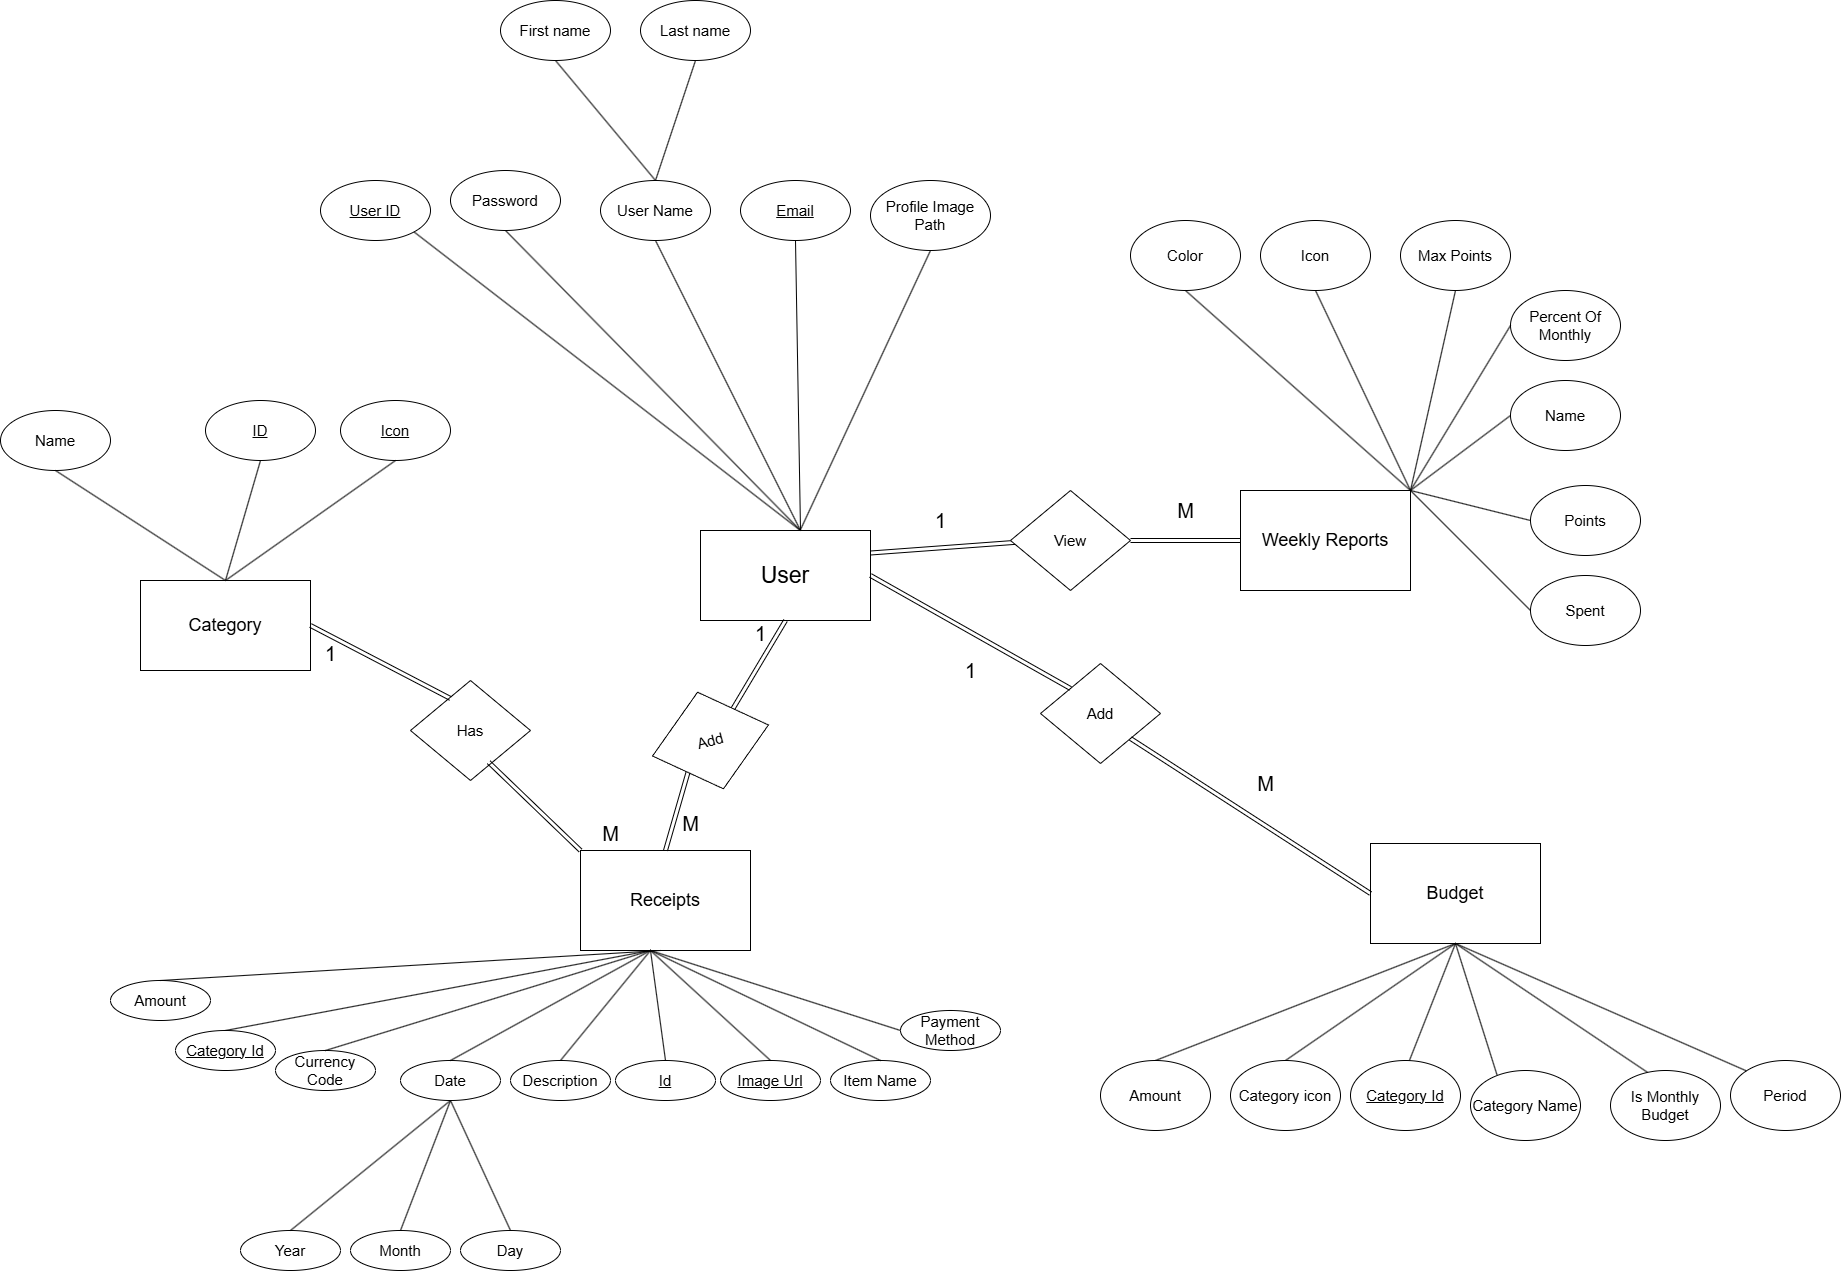 First name
Last name
User ID
Password
User Name
Email
Profile Image
Path
Color
Icon
Max Points
Percent Of
Monthly
Name
Points
Spent
Name
ID
Icon
Category
User
1
View
M
Weekly Reports
1
Has
M
1
Add
M
1
Add
M
Receipts
Budget
Amount
Category Id
Currency
Code
Date
Description
Id
Image Url
Item Name
Payment
Method
Year
Month
Day
Amount
Category icon
Category Id
Category Name
Is Monthly
Budget
Period